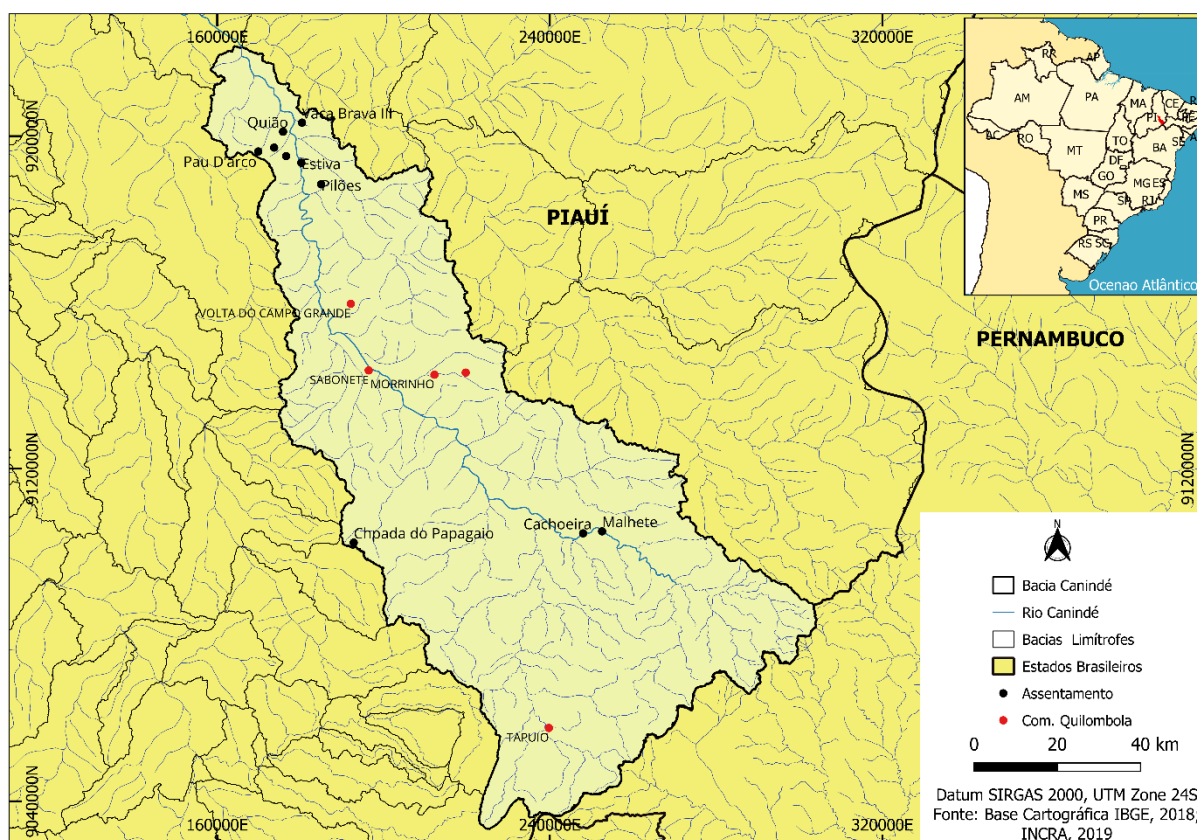 160000E
240000E
320000E
9200000N
Vaca Brava III
Quião
Pau D'arco
Estiva
Pilões
PIAUÍ
VOLTA DO CAMPO GRANDE
PERNAMBUCO
SABONETE
MORRINHO
9120000N
9120000N
Cachoeira
Malhete
Chpada do Papagaio
TAPUIO
9040000N
160000E
240000E
320000E
RR
AP
AM
PA
MA
CE
PI
RO
TO
BA
SE
MT
DF
GO
MG
ES
MS
RJ
PR
RS
SC
Ocenao Atlântico
N
Bacia Canindé
Rio Canindé
Bacias Limítrofes
Estados Brasileiros
Assentamento
Com. Quilombola
0 20 40 km
Datum SIRGAS 2000, UTM Zone 24S
Fonte: Base Cartográfica IBGE, 2018,
INCRA, 2019